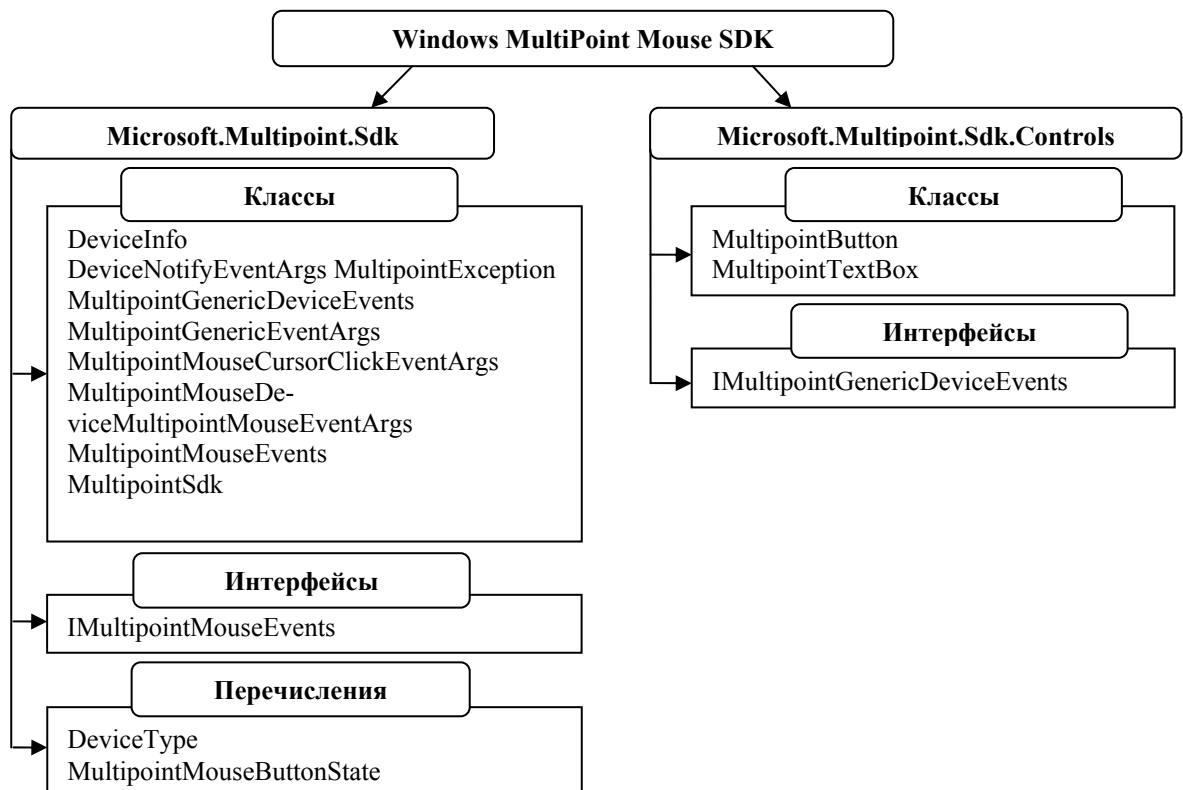 Windows MultiPoint Mouse SDK
Microsoft.Multipoint.Sdk
Классы
DeviceInfo
DeviceNotifyEventArgs MultipointException
MultipointGenericDeviceEvents
MultipointGenericEventArgs
MultipointMouseCursorClickEventArgs
MultipointMouseDe-
viceMultipointMouseEventArgs
MultipointMouseEvents
MultipointSdk
Интерфейсы
IMultipointMouseEvents
Перечисления
DeviceType
MultipointMouseButtonState
Microsoft.Multipoint.Sdk.Controls
Классы
MultipointButton
MultipointTextBox
Интерфейсы
IMultipointGenericDeviceEvents